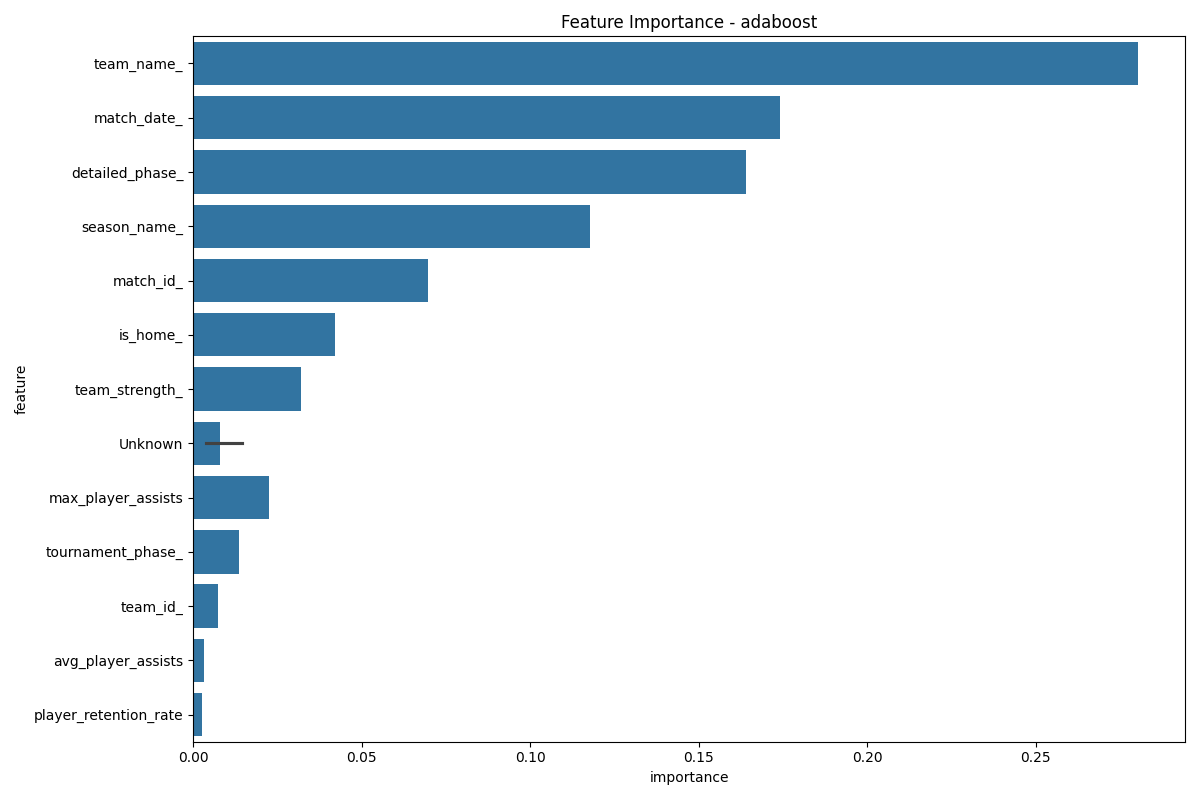 Feature Importance - adaboost
feature
team_name_
match_date_
detailed_phase_
season_name_
match_id_
is_home_
team_strength_
Unknown
max_player_assists
tournament_phase_
team_id_
avg_player_assists
player_retention_rate
0.00 0.05 0.10 0.15 0.20 0.25
importance